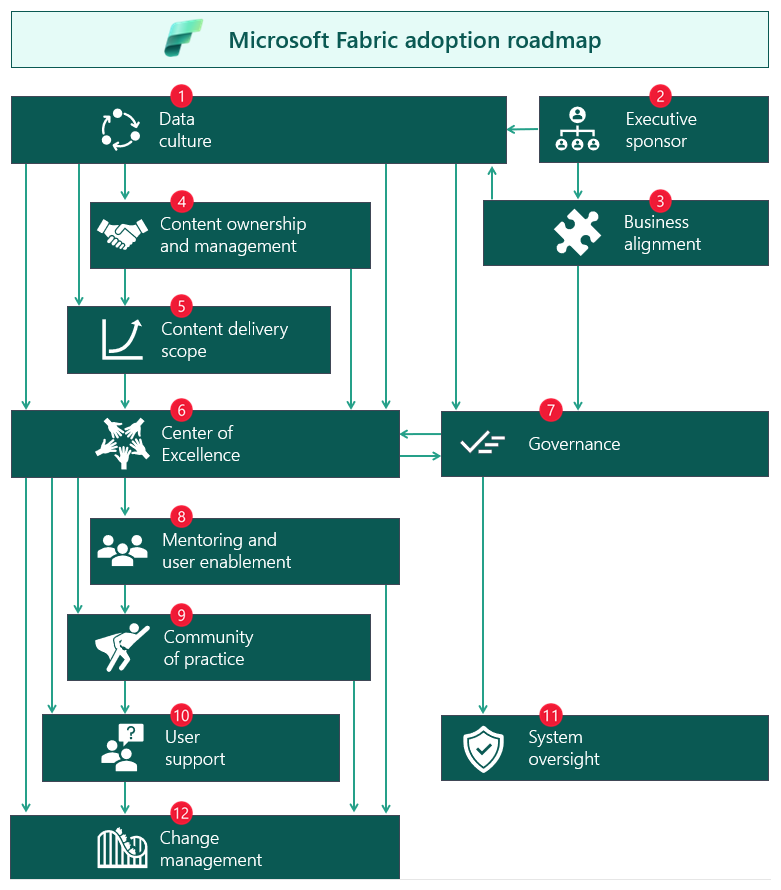 Microsoft Fabric adoption roadmap
1
Data
culture
2
Executive
sponsor
3
Business
alignment
4
Content ownership
and management
5
Content delivery
scope
6
Center of
Excellence
7
Governance
8
Mentoring and
user enablement
9
Community
of practice
10
User
support
?
11
System
oversight
12
Change
management